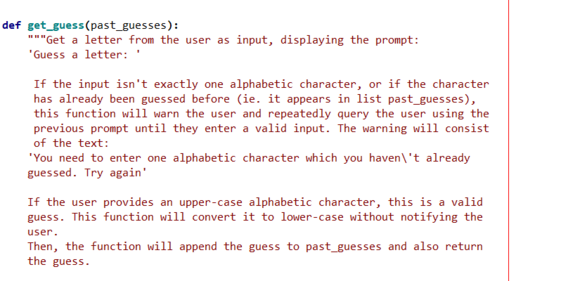 def get_guess(past_guesses):
"""Get a letter from the user as input, displaying the prompt:
'Guess a letter: '
If the input isn't exactly one alphabetic character, or if the character
has already been guessed before (ie. it appears in list past_guesses),
this function will warn the user and repeatedly query the user using the
previous prompt until they enter a valid input. The warning will consist
of the text:
'You need to enter one alphabetic character which you haven\'t already
guessed. Try again'
If the user provides an upper-case alphabetic character, this is a valid
guess. This function will convert it to lower-case without notifying the
user.
Then, the function will append the guess to past_guesses and also return
the guess.